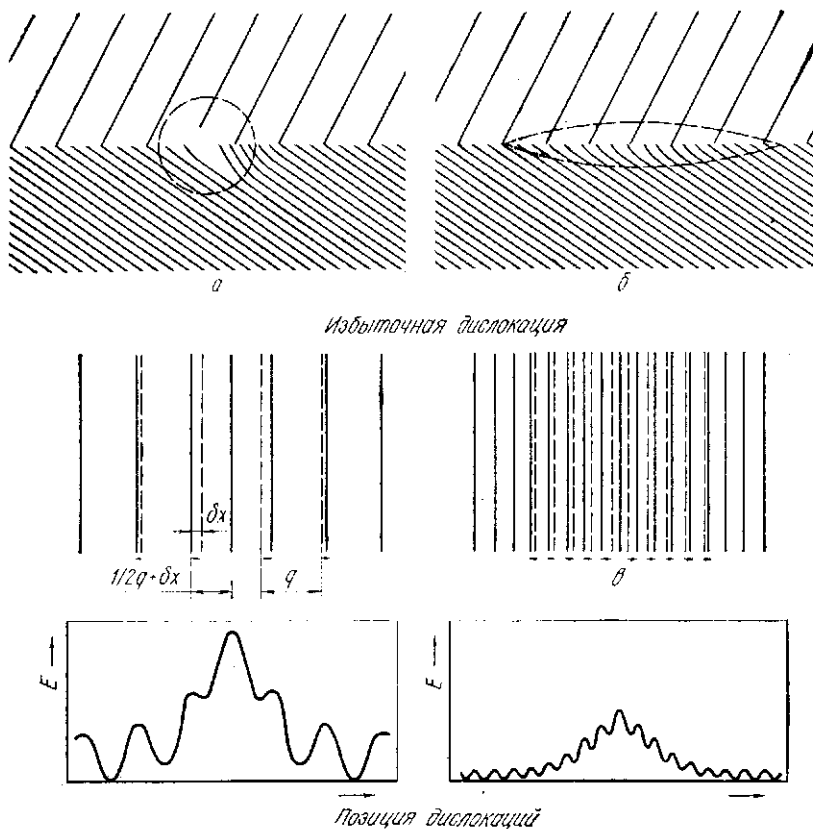 а б
Избыточная дислокация
δx
1/2q+δx q в
E E
Позиция дислокаций